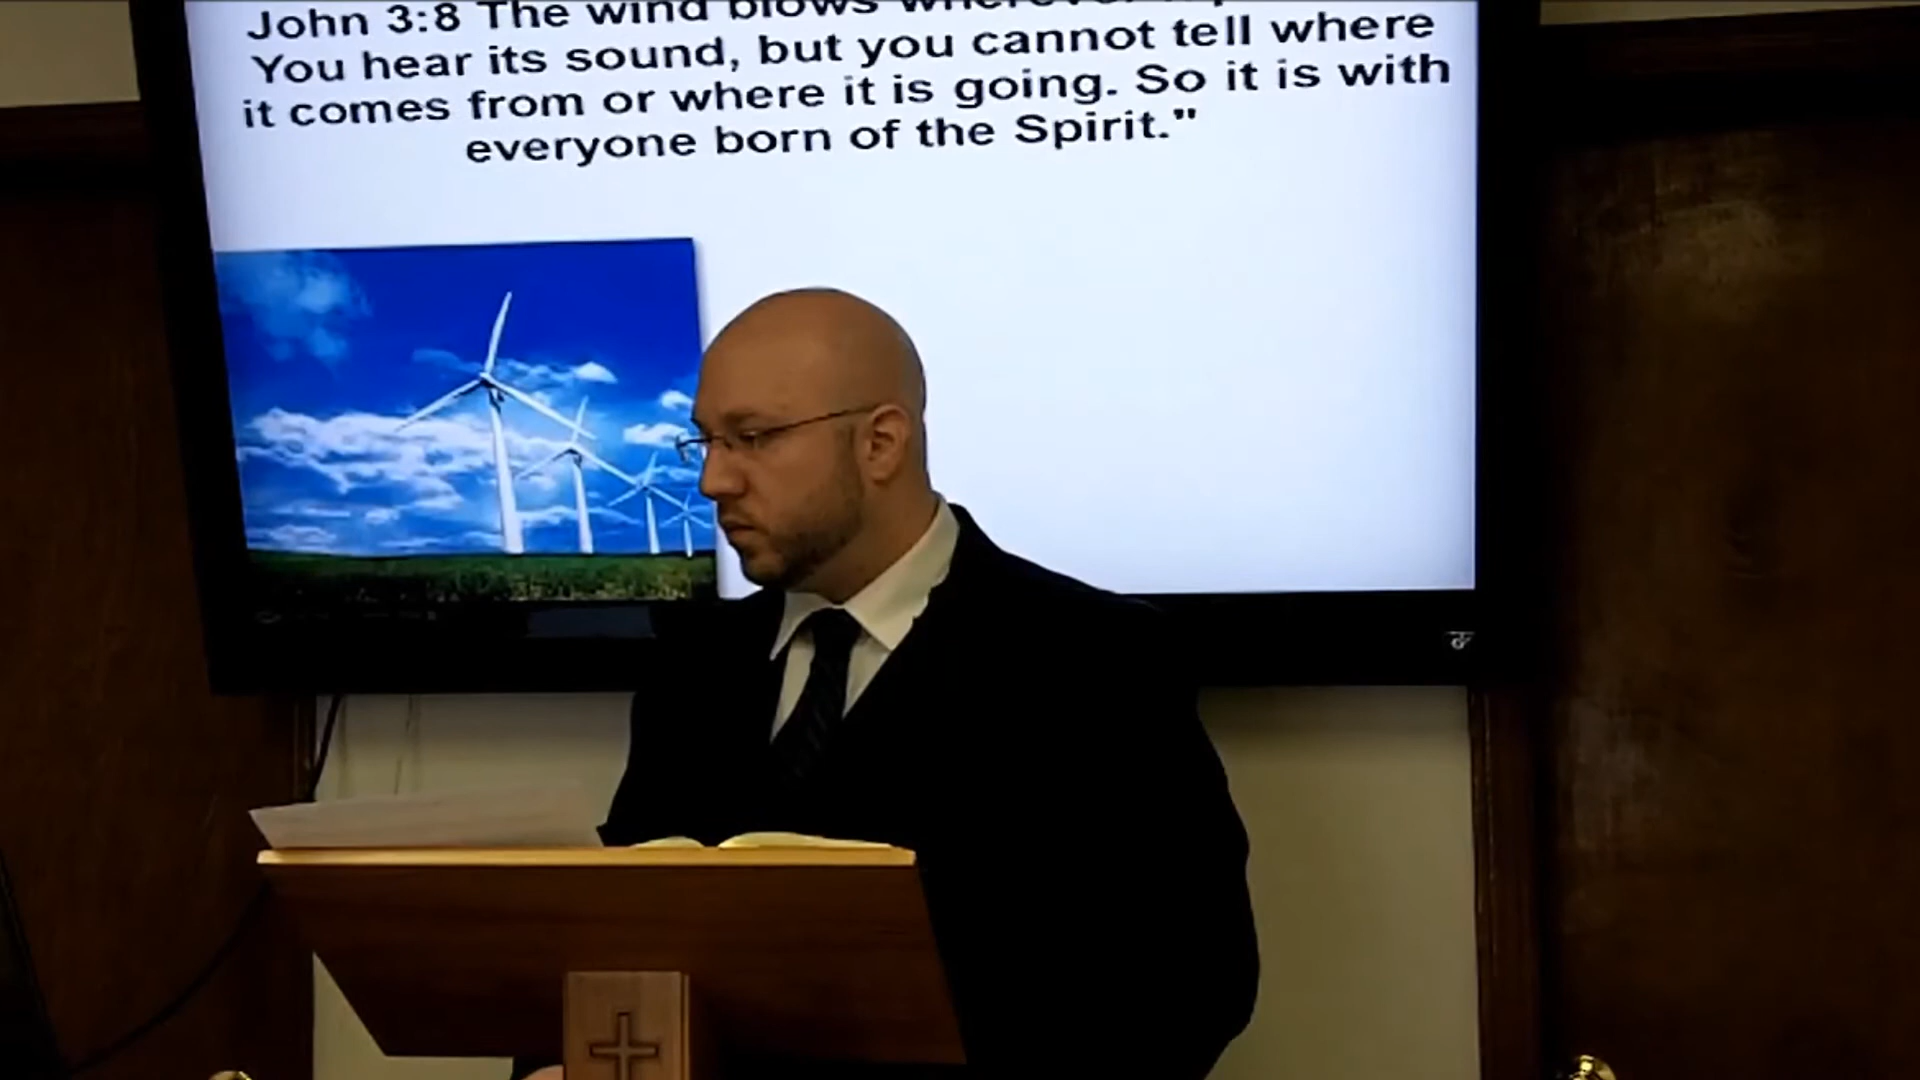 John 3:8 The wind blows
You hear its sound, but you cannot tell where
it comes from or where it is going. So it is with
everyone born of the Spirit."